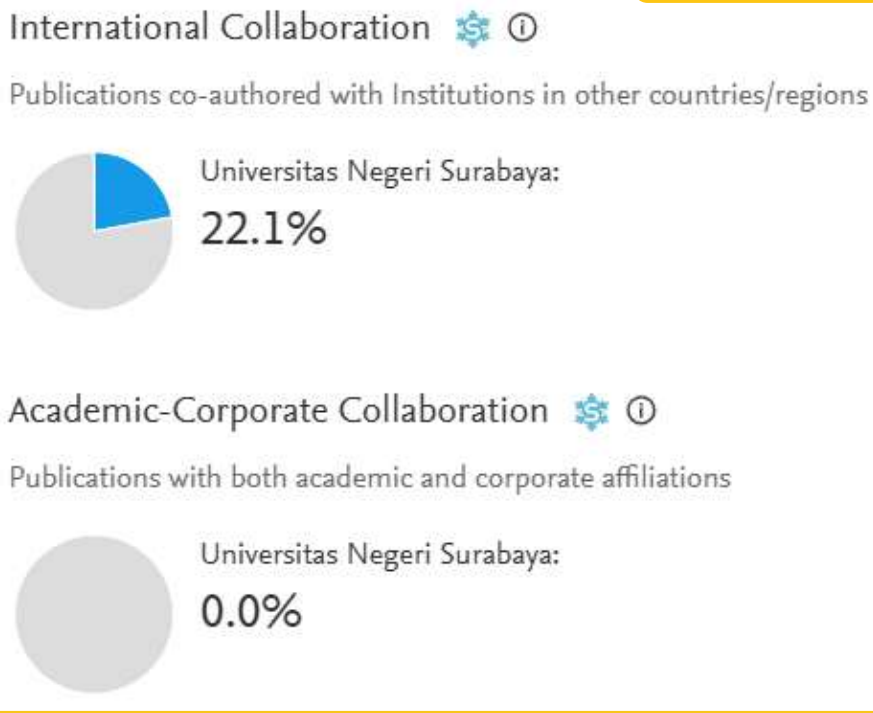 International Collaboration
Publications co-authored with Institutions in other countries/regions
Universitas Negeri Surabaya:
22.1%
Academic-Corporate Collaboration
Publications with both academic and corporate affiliations
Universitas Negeri Surabaya:
0.0%